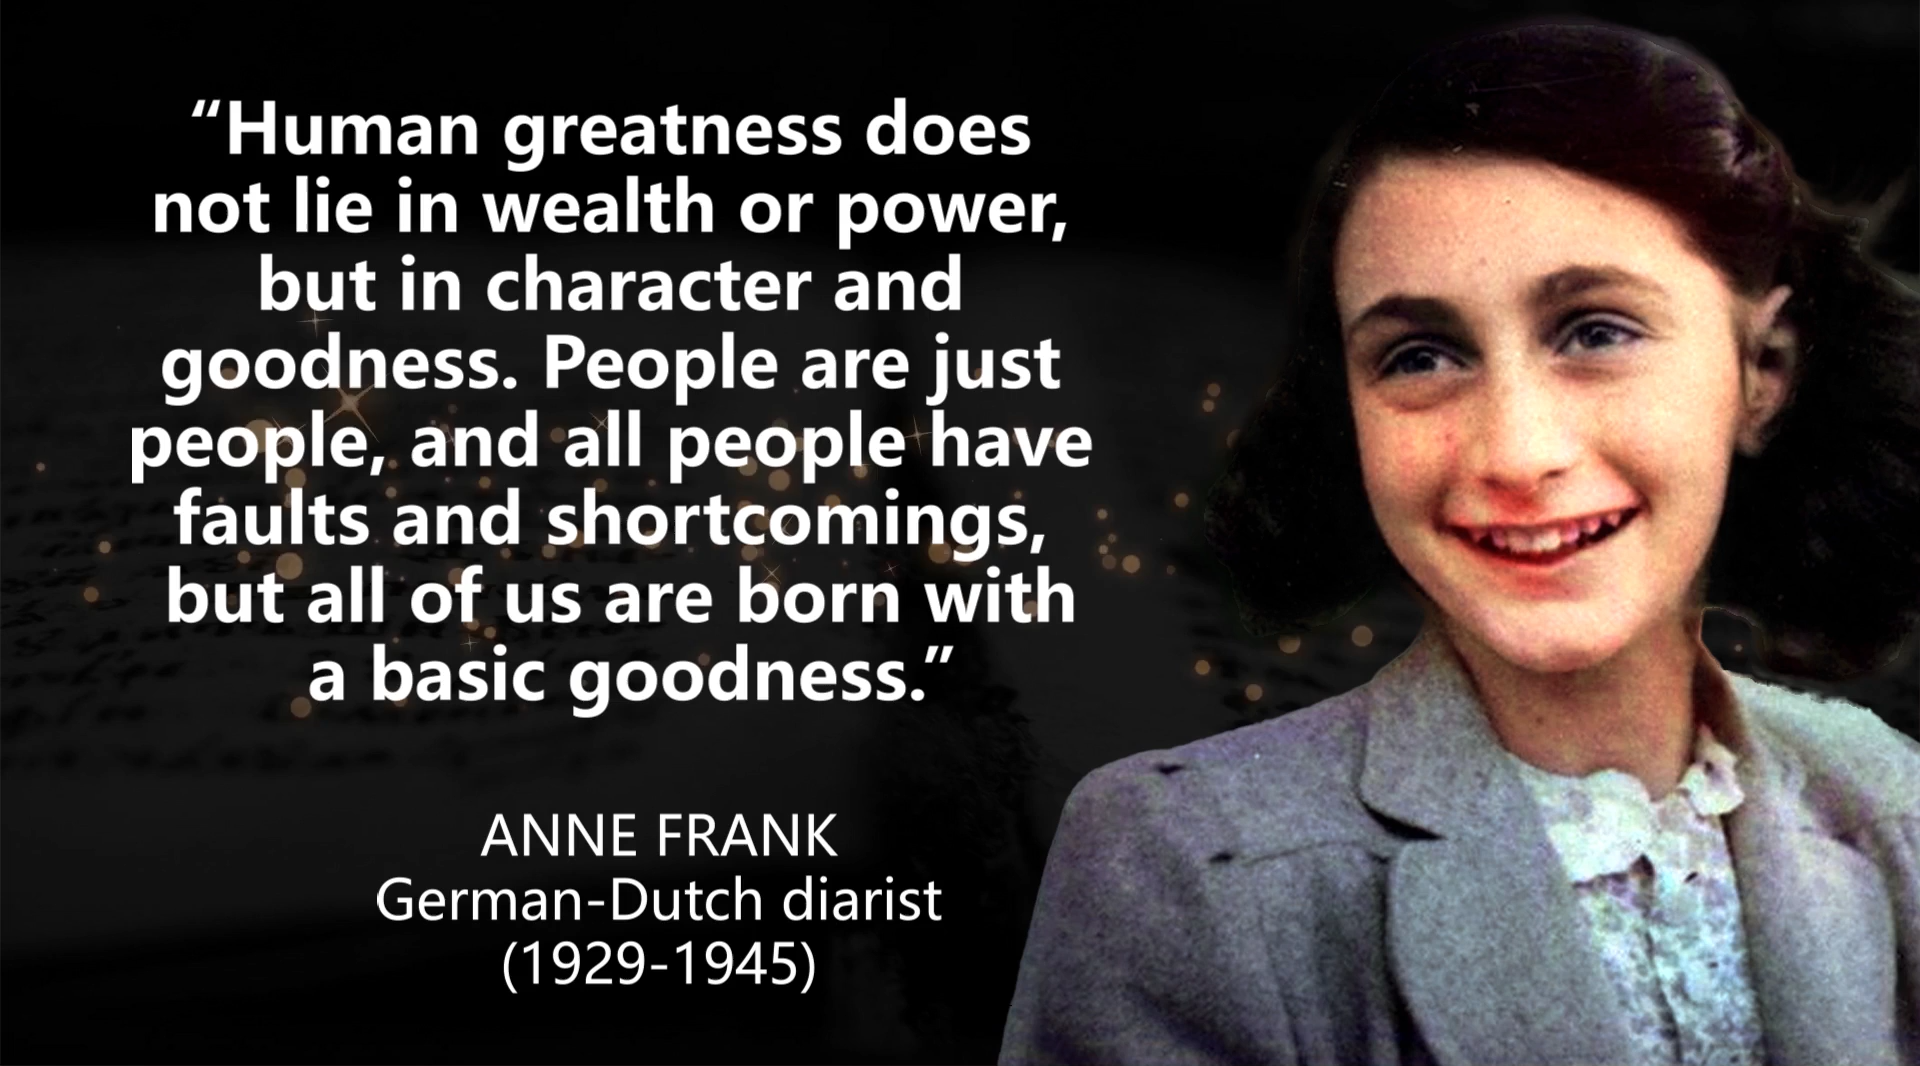 “Human greatness does
not lie in wealth or power,
but in character and
goodness. People are just
people, and all people have
faults and shortcomings,
but all of us are born with
a basic goodness.”
ANNE FRANK
German-Dutch diarist
(1929-1945)